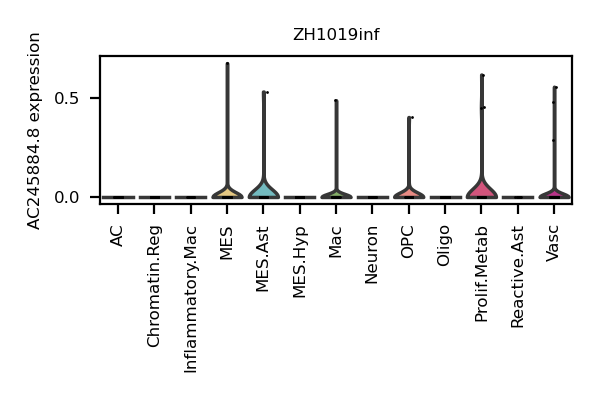 ZH1019inf
AC245884.8 expression
0.5
0.0
AC
Chromatin.Reg
Inflammatory.Mac
MES
MES.Ast
MES.Hyp
Mac
Neuron
OPC
Oligo
Prolif.Metab
Reactive.Ast
Vasc